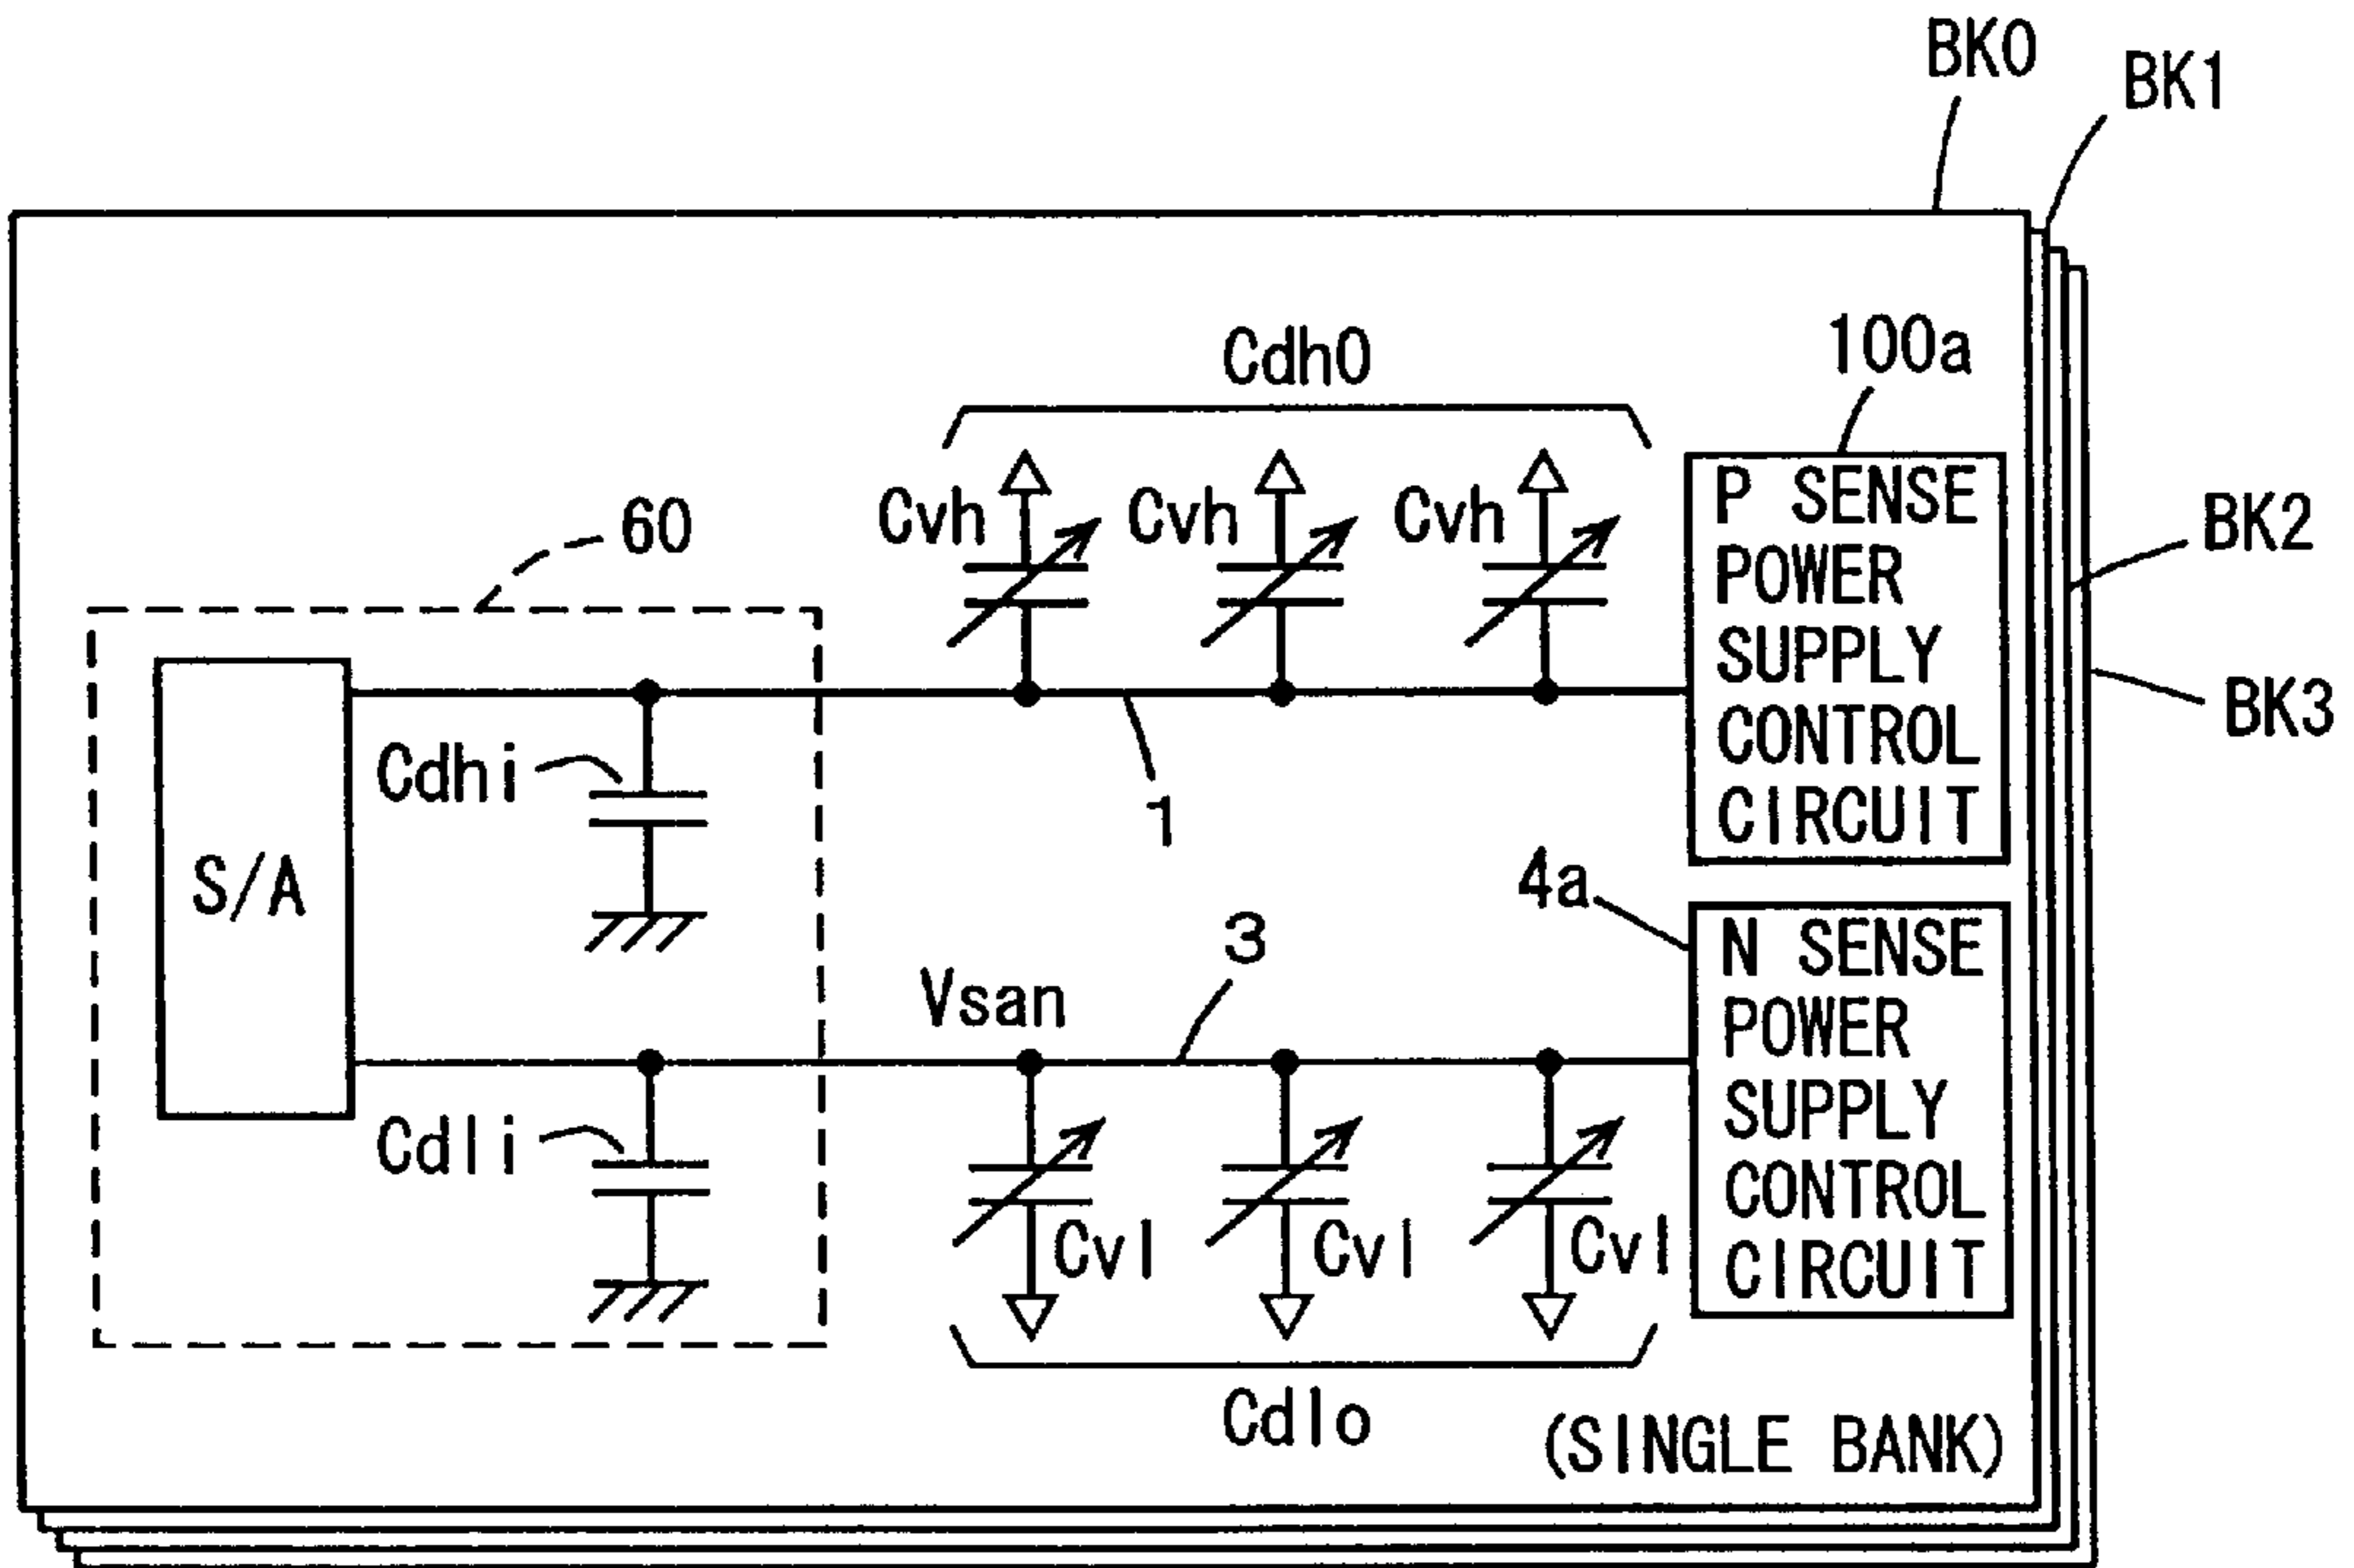 BK0
BK1
Cdh0
100a
Cvh
Cvh
Cvh
60
P SENSE
POWER
SUPPLY
CONTROL
CIRCUIT
BK2
BK3
Cdhi
1
S/A
4a
3
Vsan
N SENSE
POWER
SUPPLY
CONTROL
CIRCUIT
Cdli
Cvl
Cvl
Cvl
Cdlo
(SINGLE BANK)